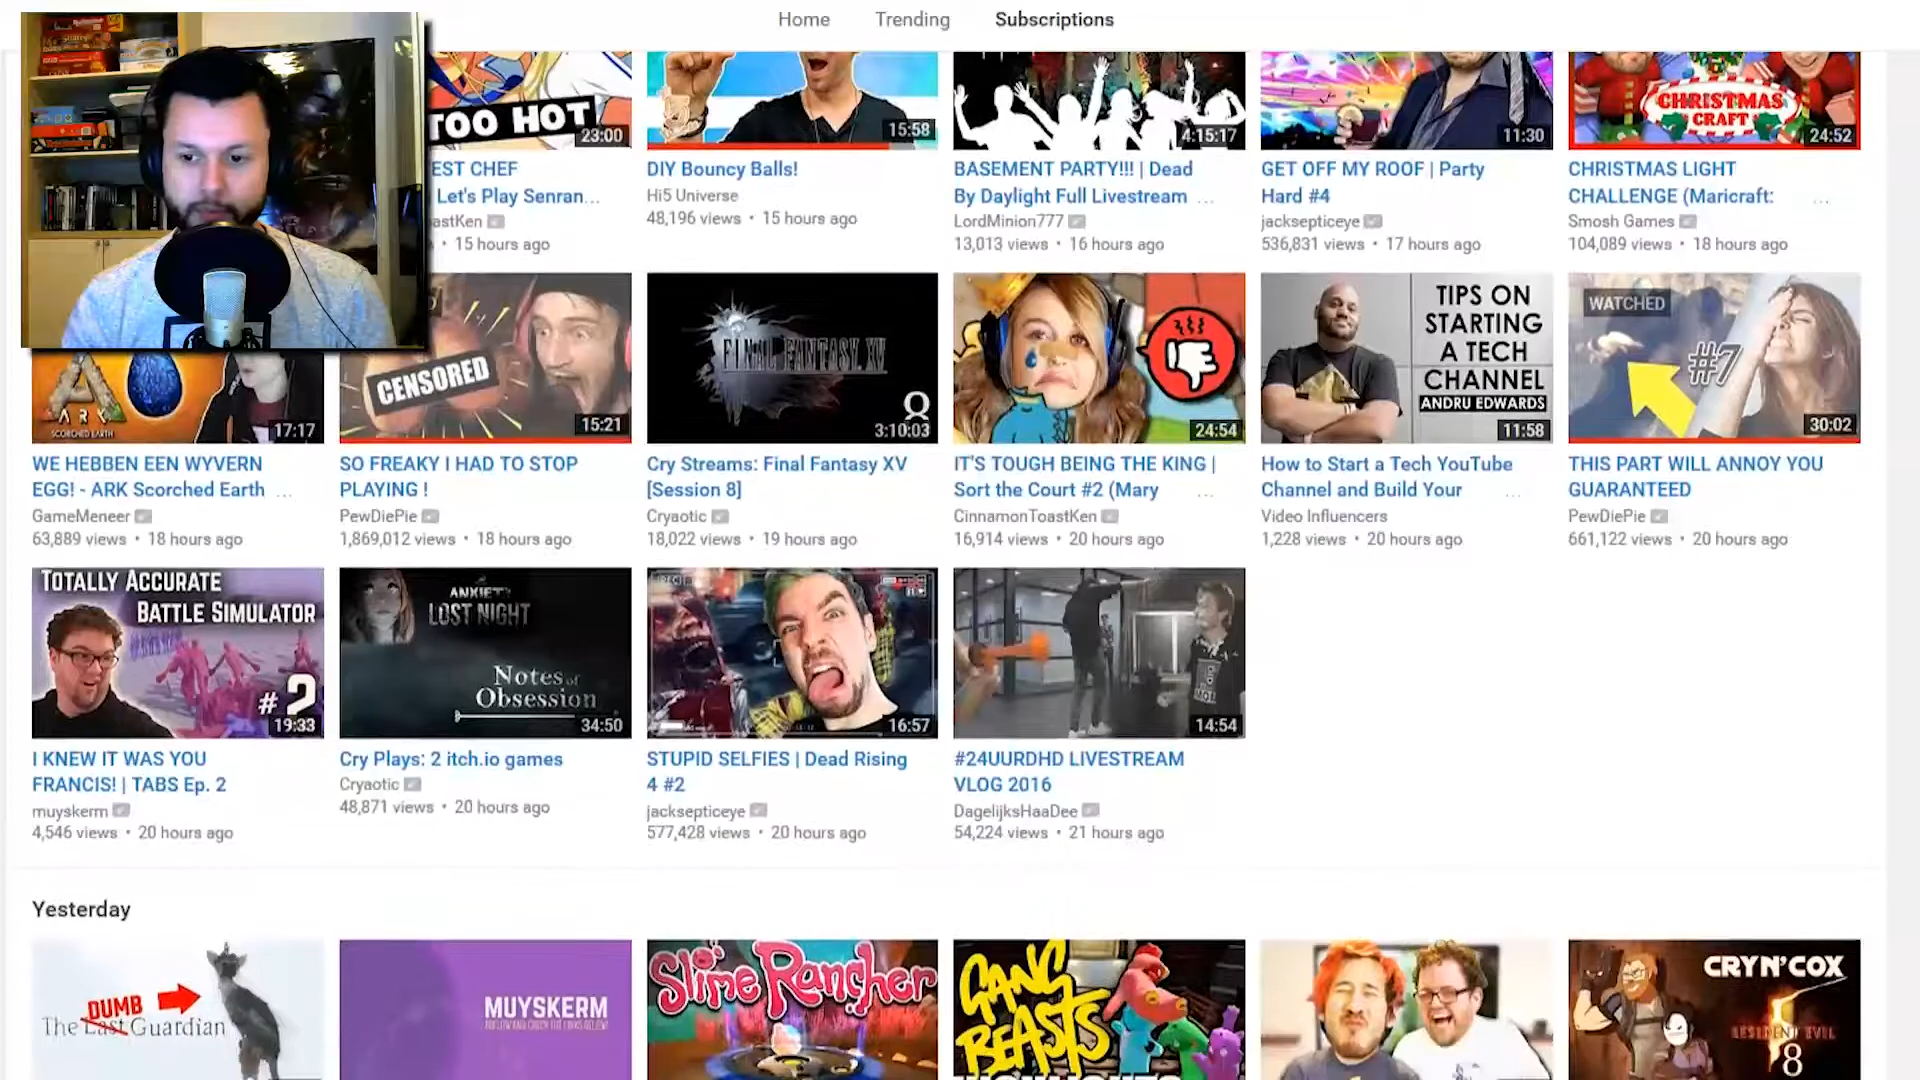 Home Trending Subscriptions
TOO HOT
23:00
15:58
4:15:17
11:30
CHRISTMAS
CRAFT
24:52
EST CHEF
Let's Play Senran...
astKen
15 hours ago
DIY Bouncy Balls!
Hi5 Universe
48,196 views • 15 hours ago
BASEMENT PARTY!!! | Dead
By Daylight Full Livestream ...
LordMinion777
13,013 views • 16 hours ago
GET OFF MY ROOF | Party
Hard #4
jacksepticeye
536,831 views • 17 hours ago
CHRISTMAS LIGHT
CHALLENGE (Maricraft: ...
Smosh Games
104,089 views • 18 hours ago
ARK
SCORCHED EARTH
17:17
CENSORED
15:21
FINAL FANTASY XV
8
3:10:03
24:54
TIPS ON
STARTING
A TECH
CHANNEL
ANDRU EDWARDS
11:58
WATCHED
#7
30:02
WE HEBBEN EEN WYVERN
EGG! - ARK Scorched Earth ...
GameMeneer
63,889 views • 18 hours ago
SO FREAKY I HAD TO STOP
PLAYING !
PewDiePie
1,869,012 views • 18 hours ago
Cry Streams: Final Fantasy XV
[Session 8]
Cryaotic
18,022 views • 19 hours ago
IT'S TOUGH BEING THE KING |
Sort the Court #2 (Mary ...
CinnamonToastKen
16,914 views • 20 hours ago
How to Start a Tech YouTube
Channel and Build Your ...
Video Influencers
1,228 views • 20 hours ago
THIS PART WILL ANNOY YOU
GUARANTEED
PewDiePie
661,122 views • 20 hours ago
TOTALLY ACCURATE
BATTLE SIMULATOR
#2
19:33
ANXIETY
LOST NIGHT
Notes of
Obsession
34:50
16:57
14:54
I KNEW IT WAS YOU
FRANCIS! | TABS Ep. 2
muyskerm
4,546 views • 20 hours ago
Cry Plays: 2 itch.io games
Cryaotic
48,871 views • 20 hours ago
STUPID SELFIES | Dead Rising
4 #2
jacksepticeye
577,428 views • 20 hours ago
#24UURDHD LIVESTREAM
VLOG 2016
DagelijksHaaDee
54,224 views • 21 hours ago
Yesterday
DUMB
The Last Guardian
MUYSKERM
Slime Rancher
GANG
BEASTS
CRY N' COX
RESIDENT EVIL
8